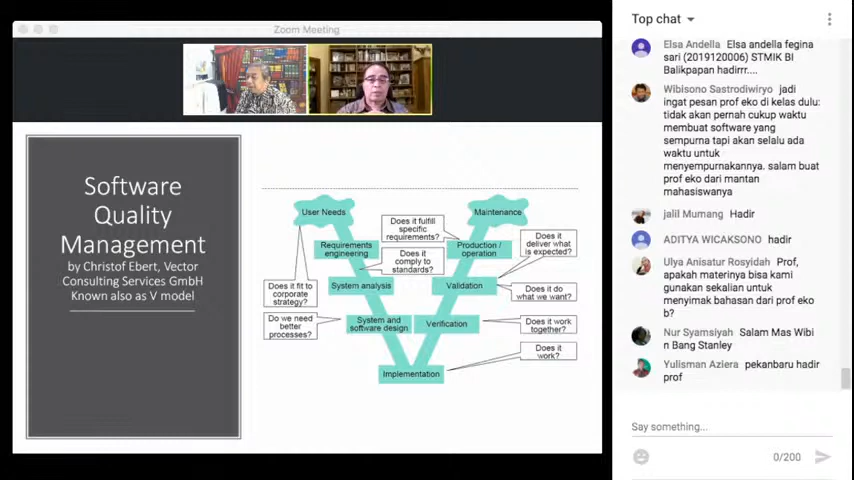 Zoom Meeting
Software
Quality
Management
by Christof Ebert, Vector
Consulting Services GmbH
Known also as V model
User Needs
Maintenance
Does it fulfill
specific
requirements?
Requirements
engineering
Production /
operation
Does it
deliver what
is expected?
Does it
comply to
standards?
System analysis
Validation
Does it fit to
corporate
strategy?
Does it do
what we want?
Do we need
better
processes?
System and
software design
Verification
Does it work
together?
Does it
work?
Implementation
Top chat
Elsa Andella Elsa andella fegina
sari (2019120006) STMIK BI
Balikpapan hadirrr....
Wibisono Sastrodiwiryo jadi
ingat pesan prof eko di kelas dulu:
tidak akan pernah cukup waktu
membuat software yang
sempurna tapi akan selalu ada
waktu untuk
menyempurnakannya. salam buat
prof eko dari mantan
mahasiswanya
jalil Mumang Hadir
ADITYA WICAKSONO hadir
Ulya Anisatur Rosyidah Prof,
apakah materinya bisa kami
gunakan sekalian untuk
menyimak bahasan dari prof eko
b?
Nur Syamsiyah Salam Mas Wibi
n Bang Stanley
Yulisman Aziera pekanbaru hadir
prof
Say something...
0/200